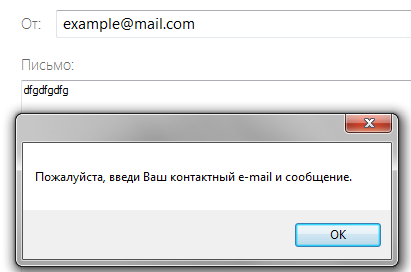 От: example@mail.com
Письмо:
dfgdfgdfg
Пожалуйста, введи Ваш контактный e-mail и сообщение.
OK